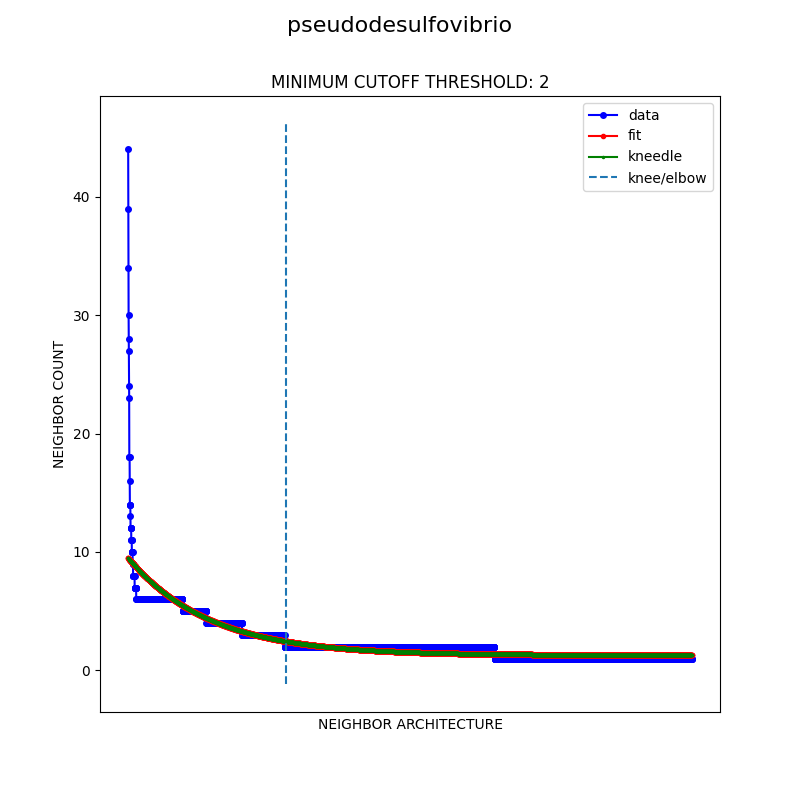 pseudodesulfovibrio
MINIMUM CUTOFF THRESHOLD: 2
data
fit
kneedle
knee/elbow
NEIGHBOR COUNT
40
30
20
10
0
NEIGHBOR ARCHITECTURE